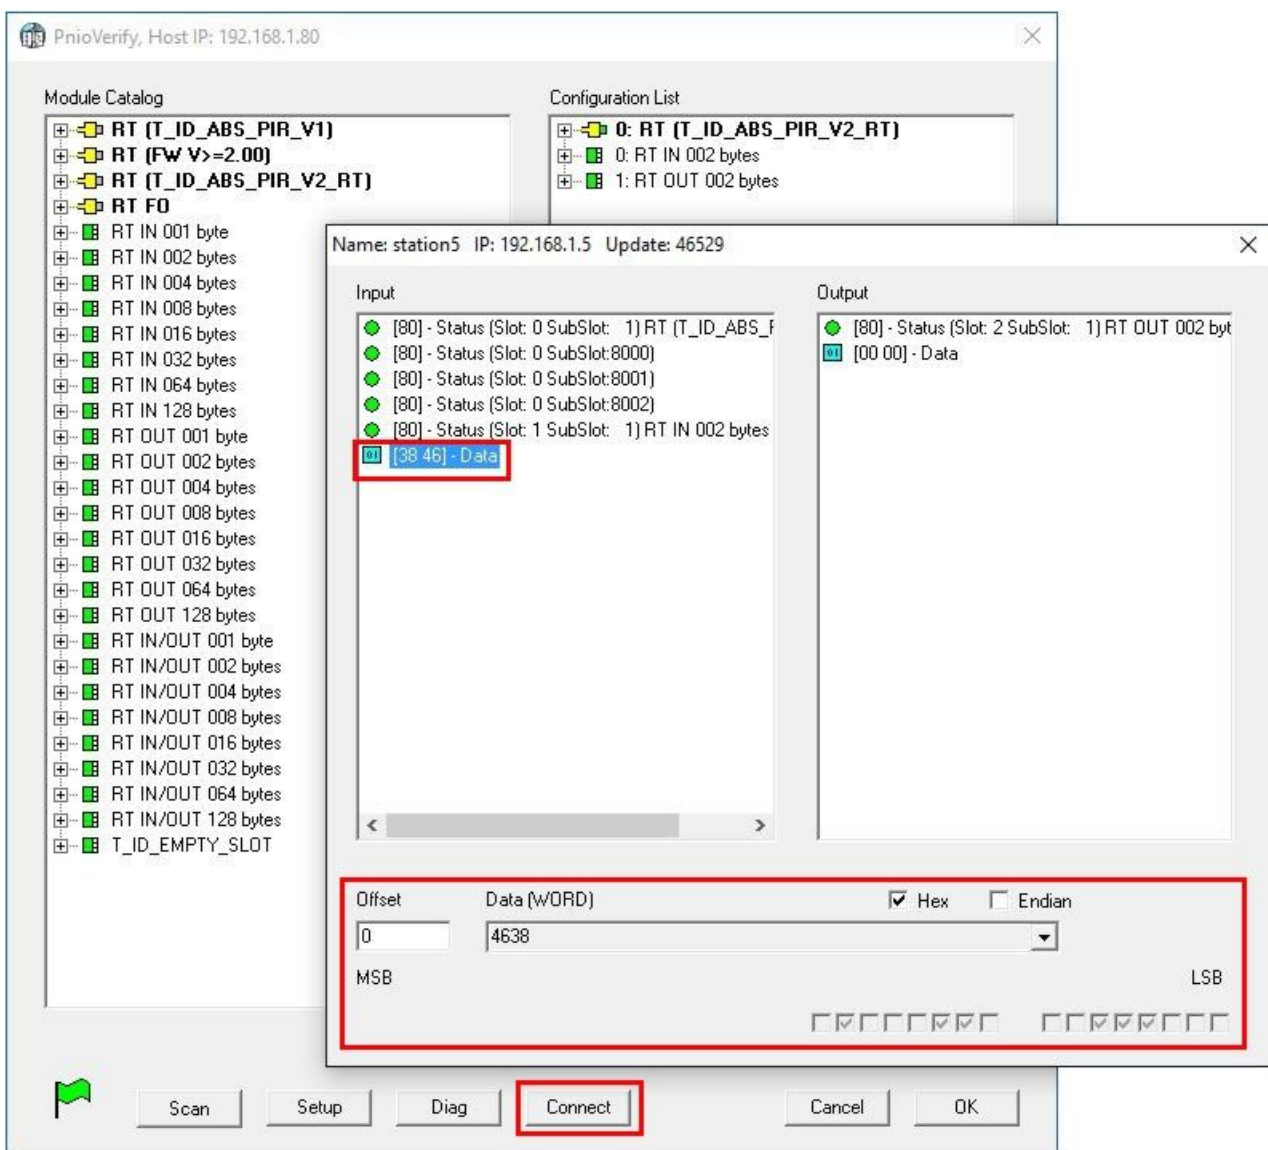 PnioVerify, Host IP: 192.168.1.80
Module Catalog
RT (T_ID_ABS_PIR_V1)
RT (FW V>=2.00)
RT (T_ID_ABS_PIR_V2_RT)
RT FO
RT IN 001 byte
RT IN 002 bytes
RT IN 004 bytes
RT IN 008 bytes
RT IN 016 bytes
RT IN 032 bytes
RT IN 064 bytes
RT IN 128 bytes
RT OUT 001 byte
RT OUT 002 bytes
RT OUT 004 bytes
RT OUT 008 bytes
RT OUT 016 bytes
RT OUT 032 bytes
RT OUT 064 bytes
RT OUT 128 bytes
RT IN/OUT 001 byte
RT IN/OUT 002 bytes
RT IN/OUT 004 bytes
RT IN/OUT 008 bytes
RT IN/OUT 016 bytes
RT IN/OUT 032 bytes
RT IN/OUT 064 bytes
RT IN/OUT 128 bytes
T_ID_EMPTY_SLOT
Configuration List
0: RT (T_ID_ABS_PIR_V2_RT)
0: RT IN 002 bytes
1: RT OUT 002 bytes
Name: station5 IP: 192.168.1.5 Update: 46529
Input
[80] - Status (Slot: 0 SubSlot: 1) RT (T_ID_ABS_
[80] - Status (Slot: 0 SubSlot:8000)
[80] - Status (Slot: 0 SubSlot:8001)
[80] - Status (Slot: 0 SubSlot:8002)
[80] - Status (Slot: 1 SubSlot: 1) RT IN 002 bytes
[38 46] - Data
Output
[80] - Status (Slot: 2 SubSlot: 1) RT OUT 002 byt
[00 00] - Data
Offset Data (WORD) Hex Endian
0 4638
MSB LSB
Scan Setup Diag Connect Cancel OK